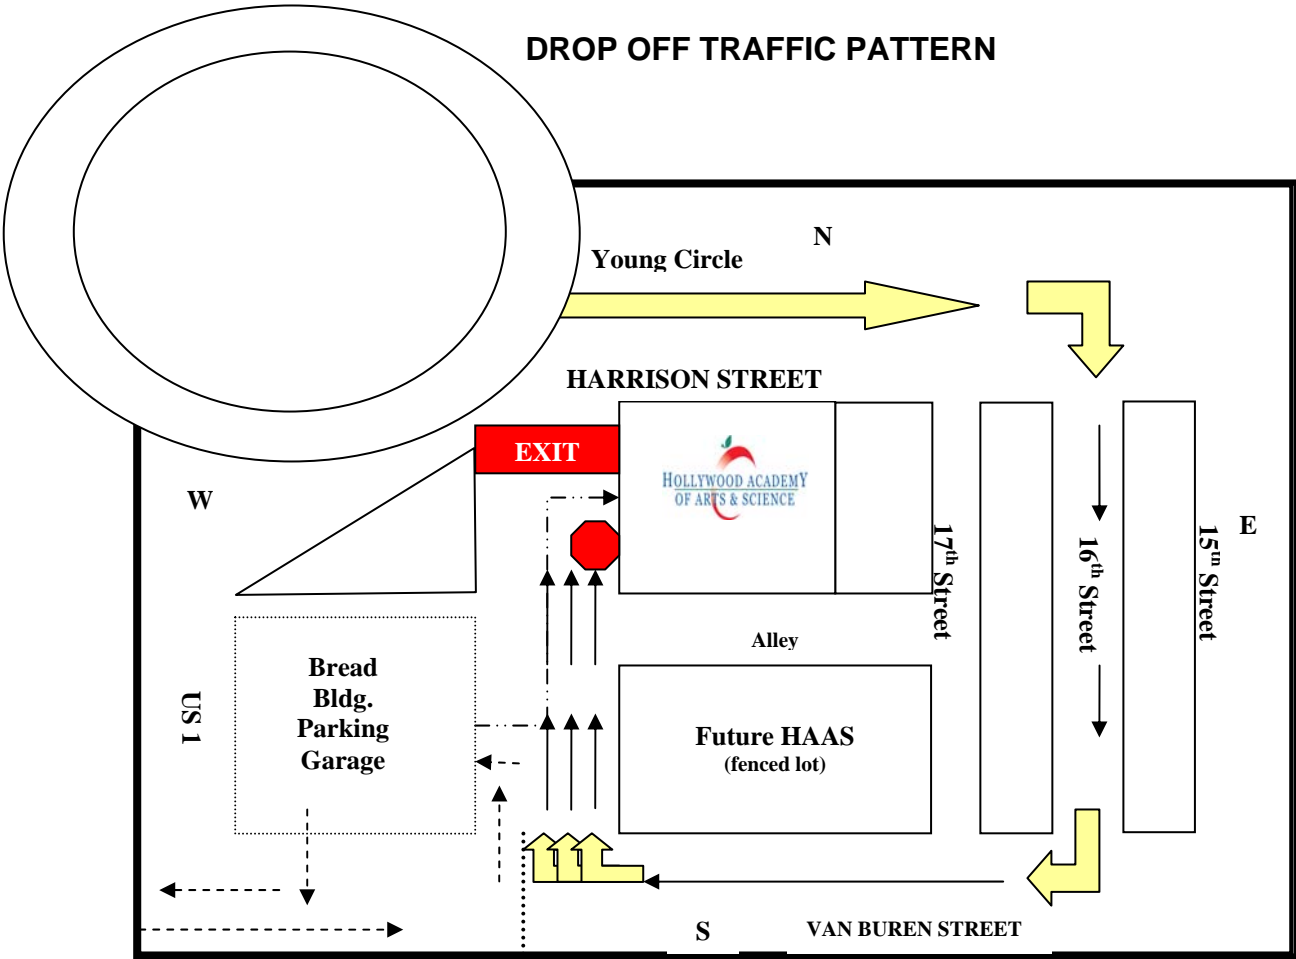 DROP OFF TRAFFIC PATTERN
N
Young Circle
HARRISON STREET
EXIT
HOLLYWOOD ACADEMY
OF ARTS & SCIENCE
W
E
17th Street
16th Street
15th Street
Alley
Bread
Bldg.
Parking
Garage
US 1
Future HAAS
(fenced lot)
S
VAN BUREN STREET